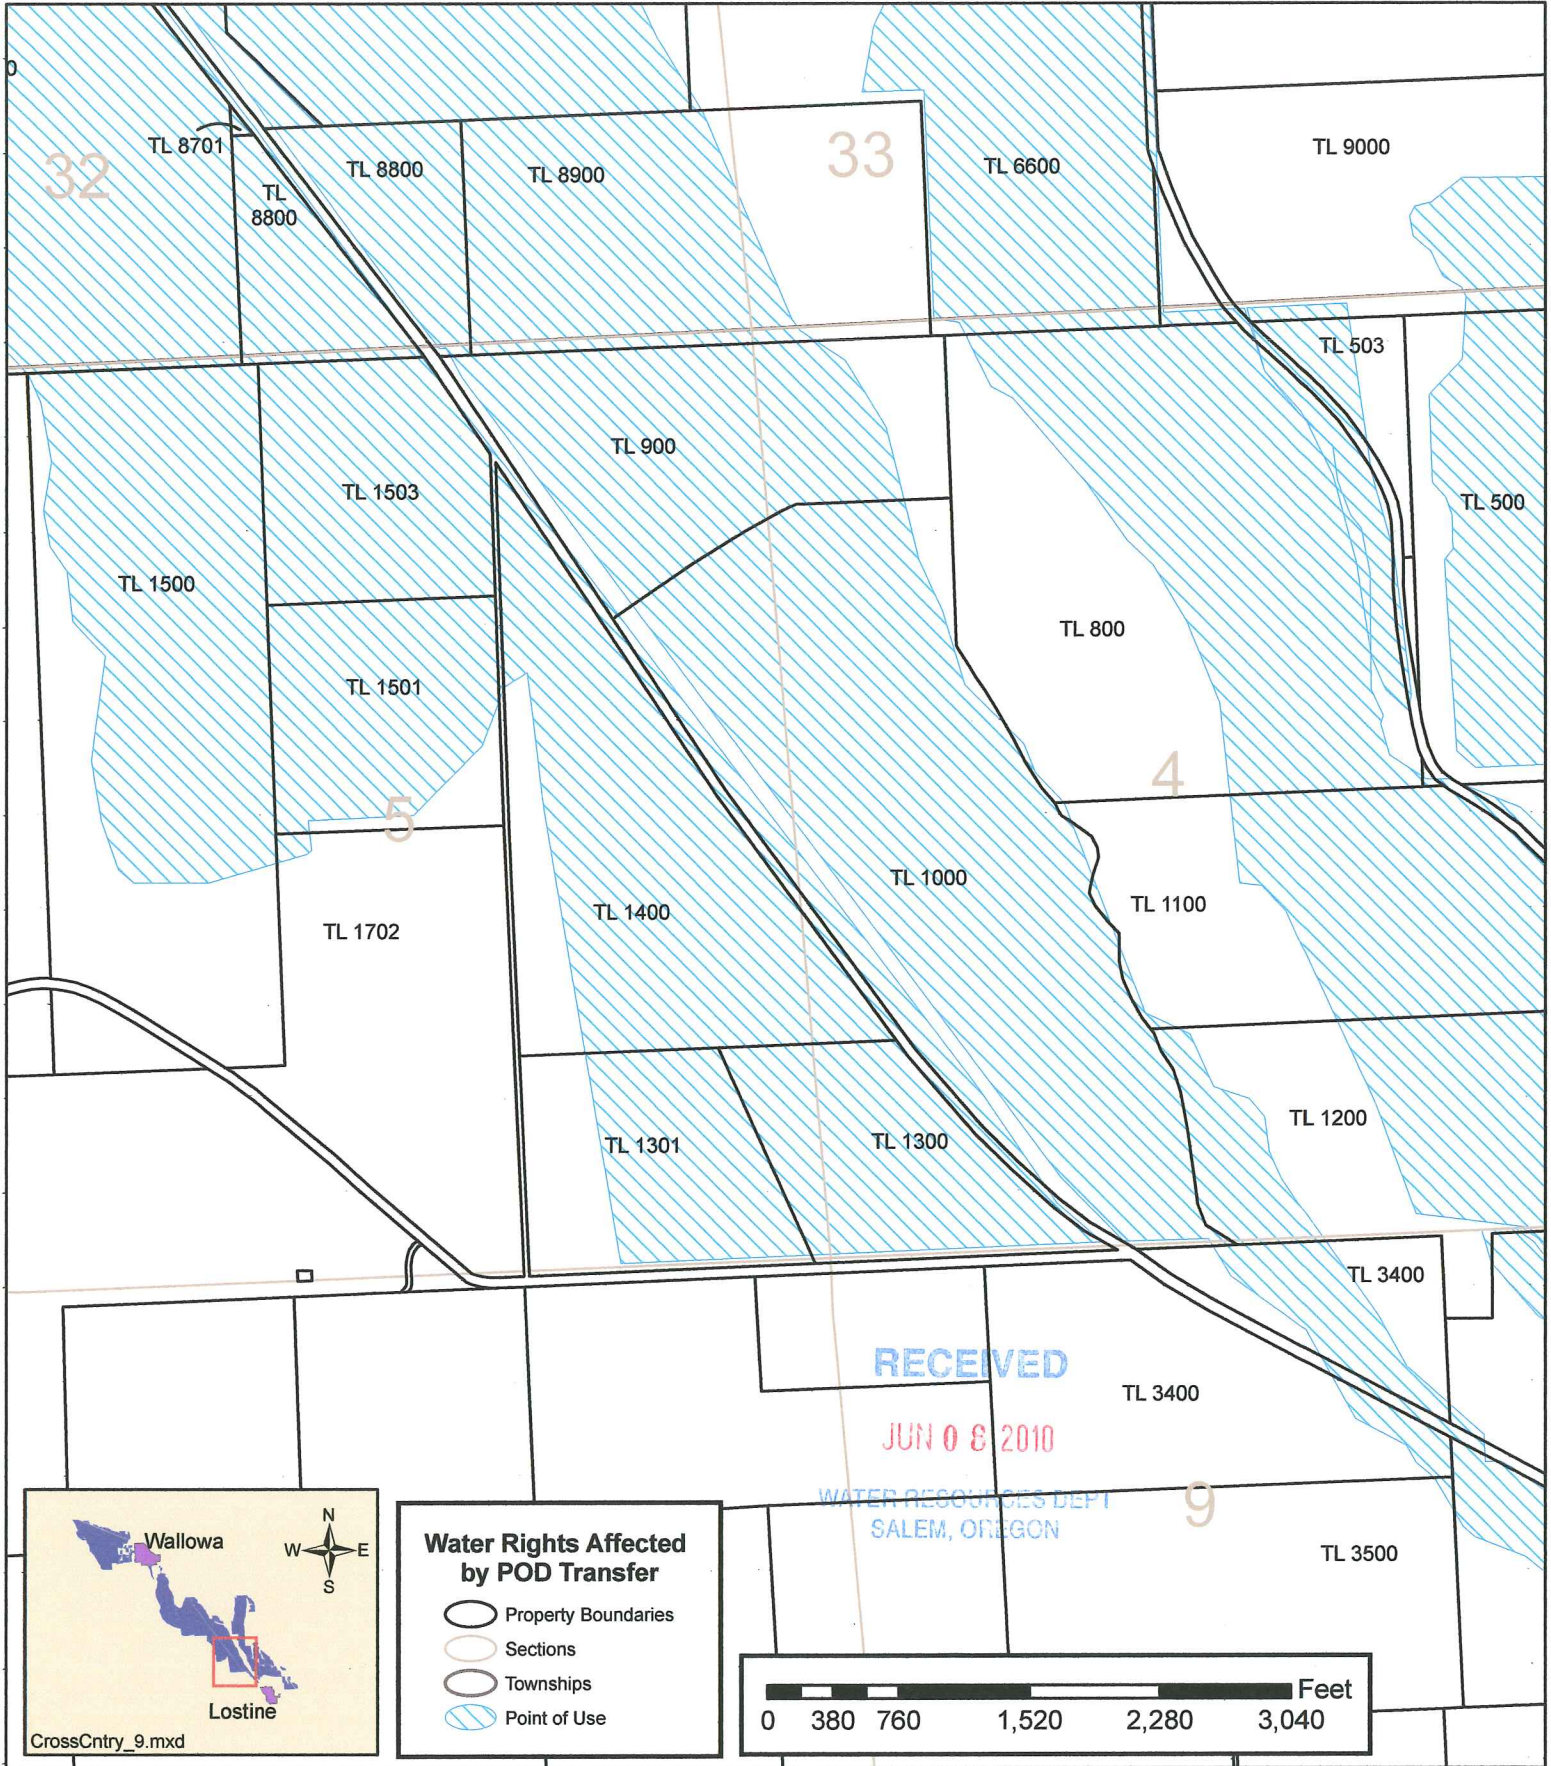 0
TL 8701
32
TL 8800
TL 8900
33
TL 6600
TL 9000
TL
8800
TL 503
TL 900
TL 1503
TL 500
TL 1500
TL 800
TL 1501
4
5
TL 1000
TL 1100
TL 1400
TL 1702
TL 1200
TL 1301
TL 1300
TL 3400
RECEIVED
TL 3400
JUN 08 2010
WATER RESOURCES DEPT
SALEM, OREGON
9
TL 3500
Wallowa
N
W E
S
Lostine
CrossCntry_9.mxd
Water Rights Affected
by POD Transfer
Property Boundaries
Sections
Townships
Point of Use
Feet
0 380 760 1,520 2,280 3,040